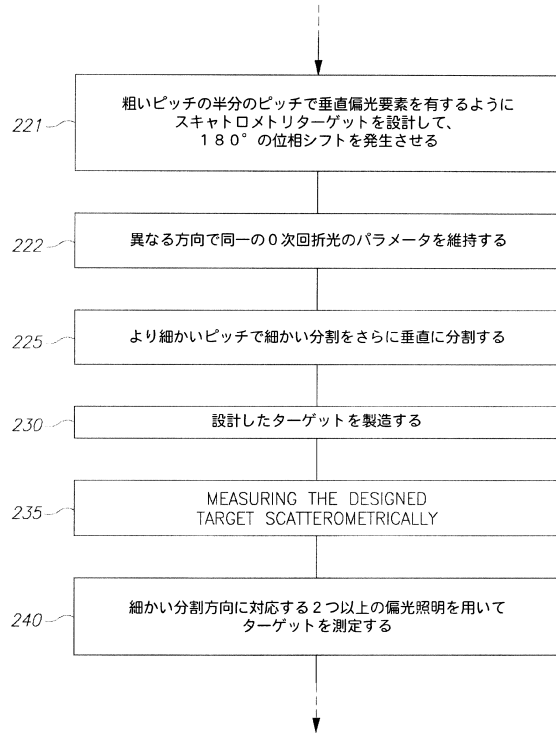 221
粗いピッチの半分のピッチで垂直偏光要素を有するように
スキャトロメトリターゲットを設計して、
180°の位相シフトを発生させる
222
異なる方向で同一の0次回折光のパラメータを維持する
225
より細かいピッチで細かい分割をさらに垂直に分割する
230
設計したターゲットを製造する
235
MEASURING THE DESIGNED
TARGET SCATTEROMETRICALLY
240
細かい分割方向に対応する2つ以上の偏光照明を用いて
ターゲットを測定する